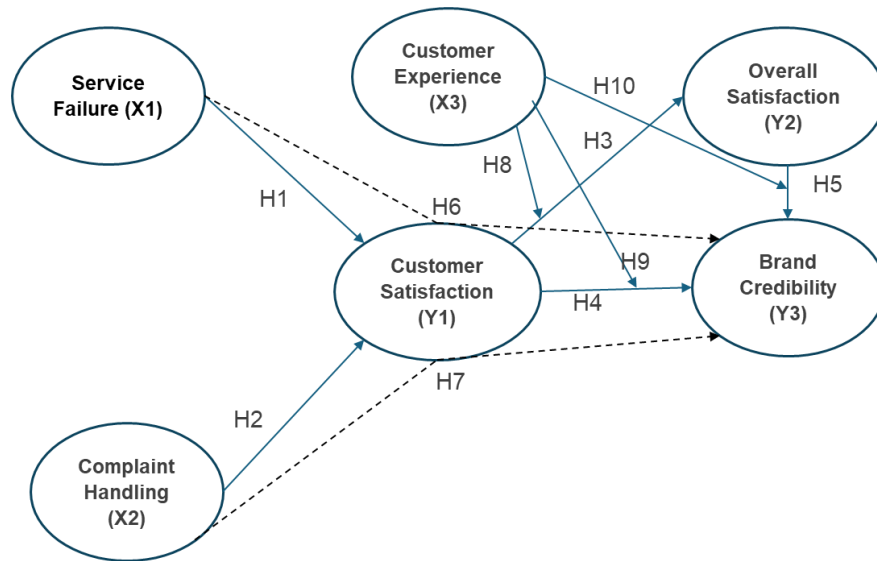 Service
Failure (X1)
Customer
Experience
(X3)
Overall
Satisfaction
(Y2)
H10
H3
H8
H5
H1
H6
H9
Customer
Satisfaction
(Y1)
H4
Brand
Credibility
(Y3)
H7
H2
Complaint
Handling
(X2)